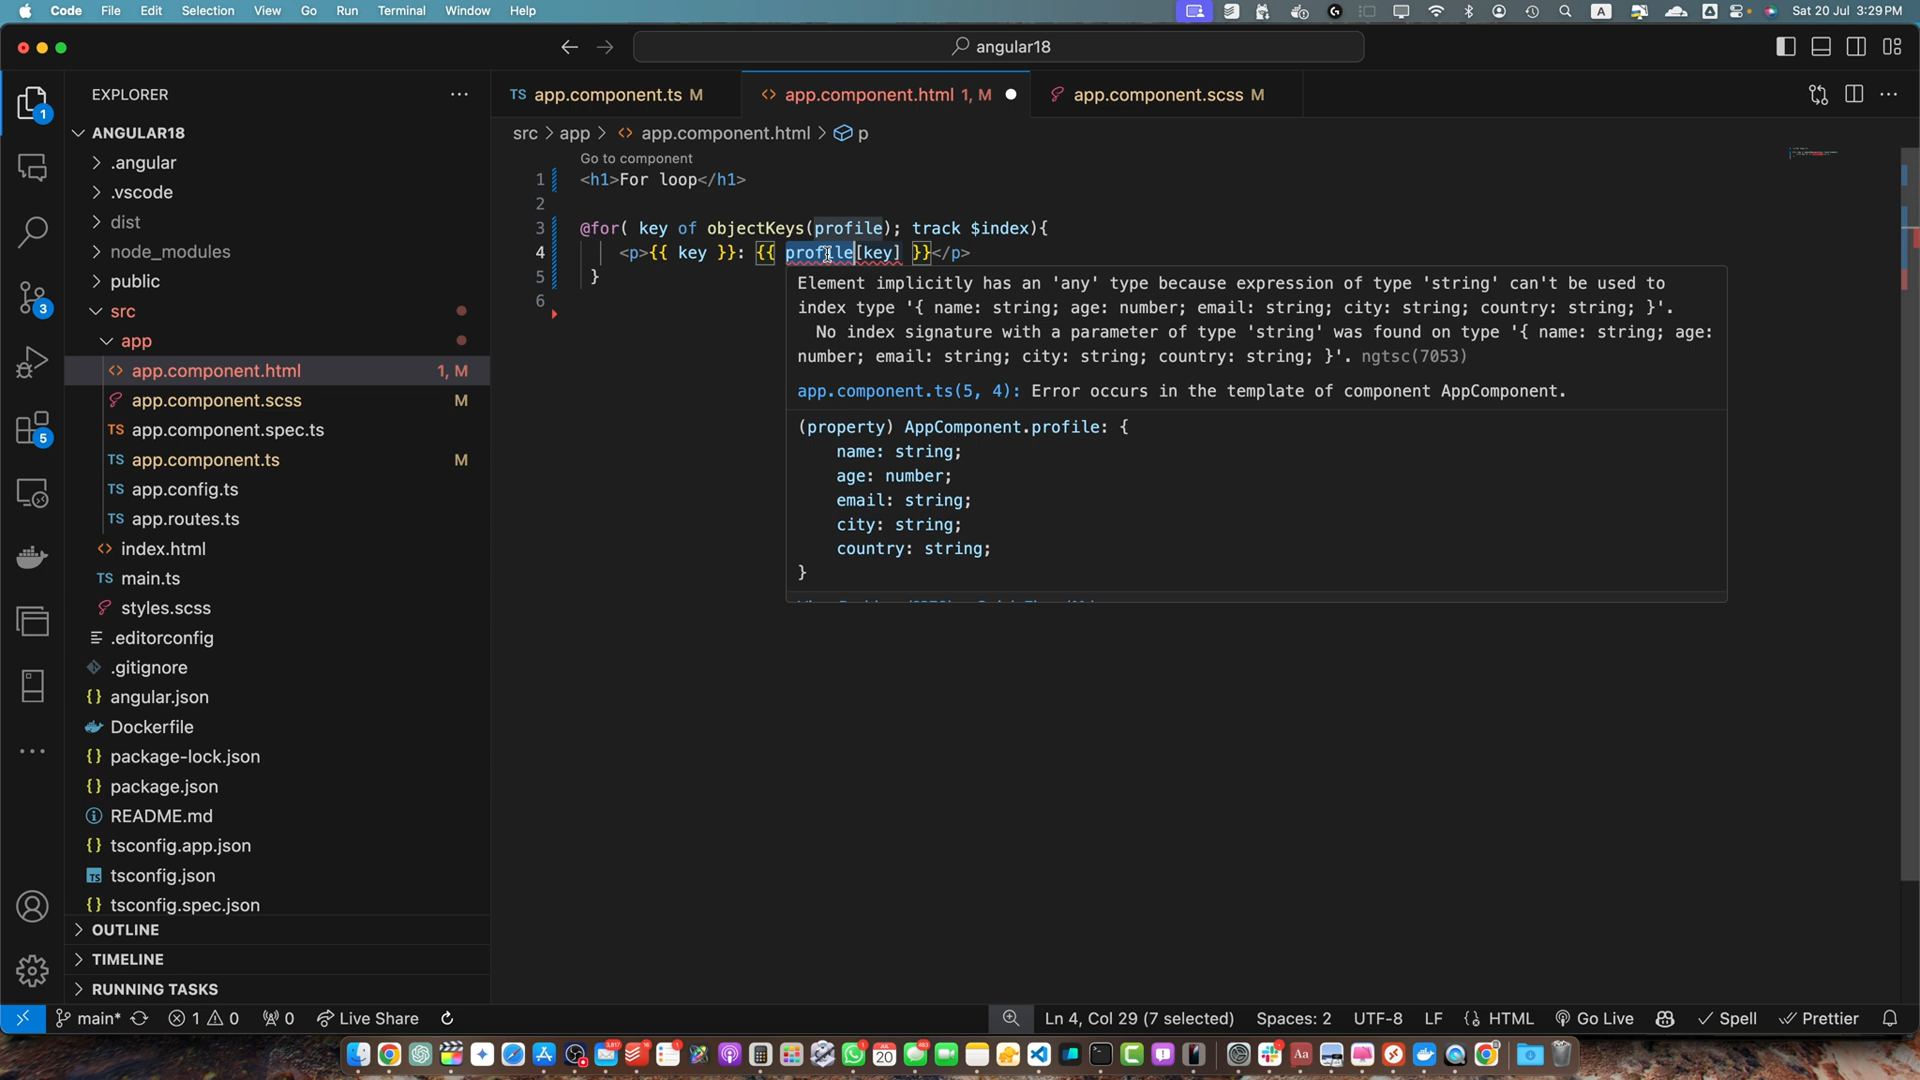 Code File Edit Selection View Go Run Terminal Window Help
A
Sat 20 Jul 3:29 PM
angular18
EXPLORER
ANGULAR18
.angular
.vscode
dist
node_modules
public
src
app
app.component.html 1, M
app.component.scss M
app.component.spec.ts
TS app.component.ts M
TS app.config.ts
TS app.routes.ts
index.html
TS main.ts
styles.scss
.editorconfig
.gitignore
{} angular.json
Dockerfile
{} package-lock.json
{} package.json
README.md
{} tsconfig.app.json
TS tsconfig.json
{} tsconfig.spec.json
OUTLINE
TIMELINE
RUNNING TASKS
1
3
5
TS app.component.ts M
<> app.component.html 1, M
app.component.scss M
src > app > <> app.component.html > p
Go to component
1 <h1>For loop</h1>
2
3 @for( key of objectKeys(profile); track $index){
4 <p>{{ key }}: {{ profile[key] }}</p>
5 }
6
Element implicitly has an 'any' type because expression of type 'string' can't be used to
index type '{ name: string; age: number; email: string; city: string; country: string; }'.
No index signature with a parameter of type 'string' was found on type '{ name: string; age:
number; email: string; city: string; country: string; }'. ngtsc(7053)
app.component.ts(5, 4): Error occurs in the template of component AppComponent.
(property) AppComponent.profile: {
name: string;
age: number;
email: string;
city: string;
country: string;
}
main* 1 0 0 Live Share
Ln 4, Col 29 (7 selected) Spaces: 2 UTF-8 LF {} HTML Go Live Spell Prettier